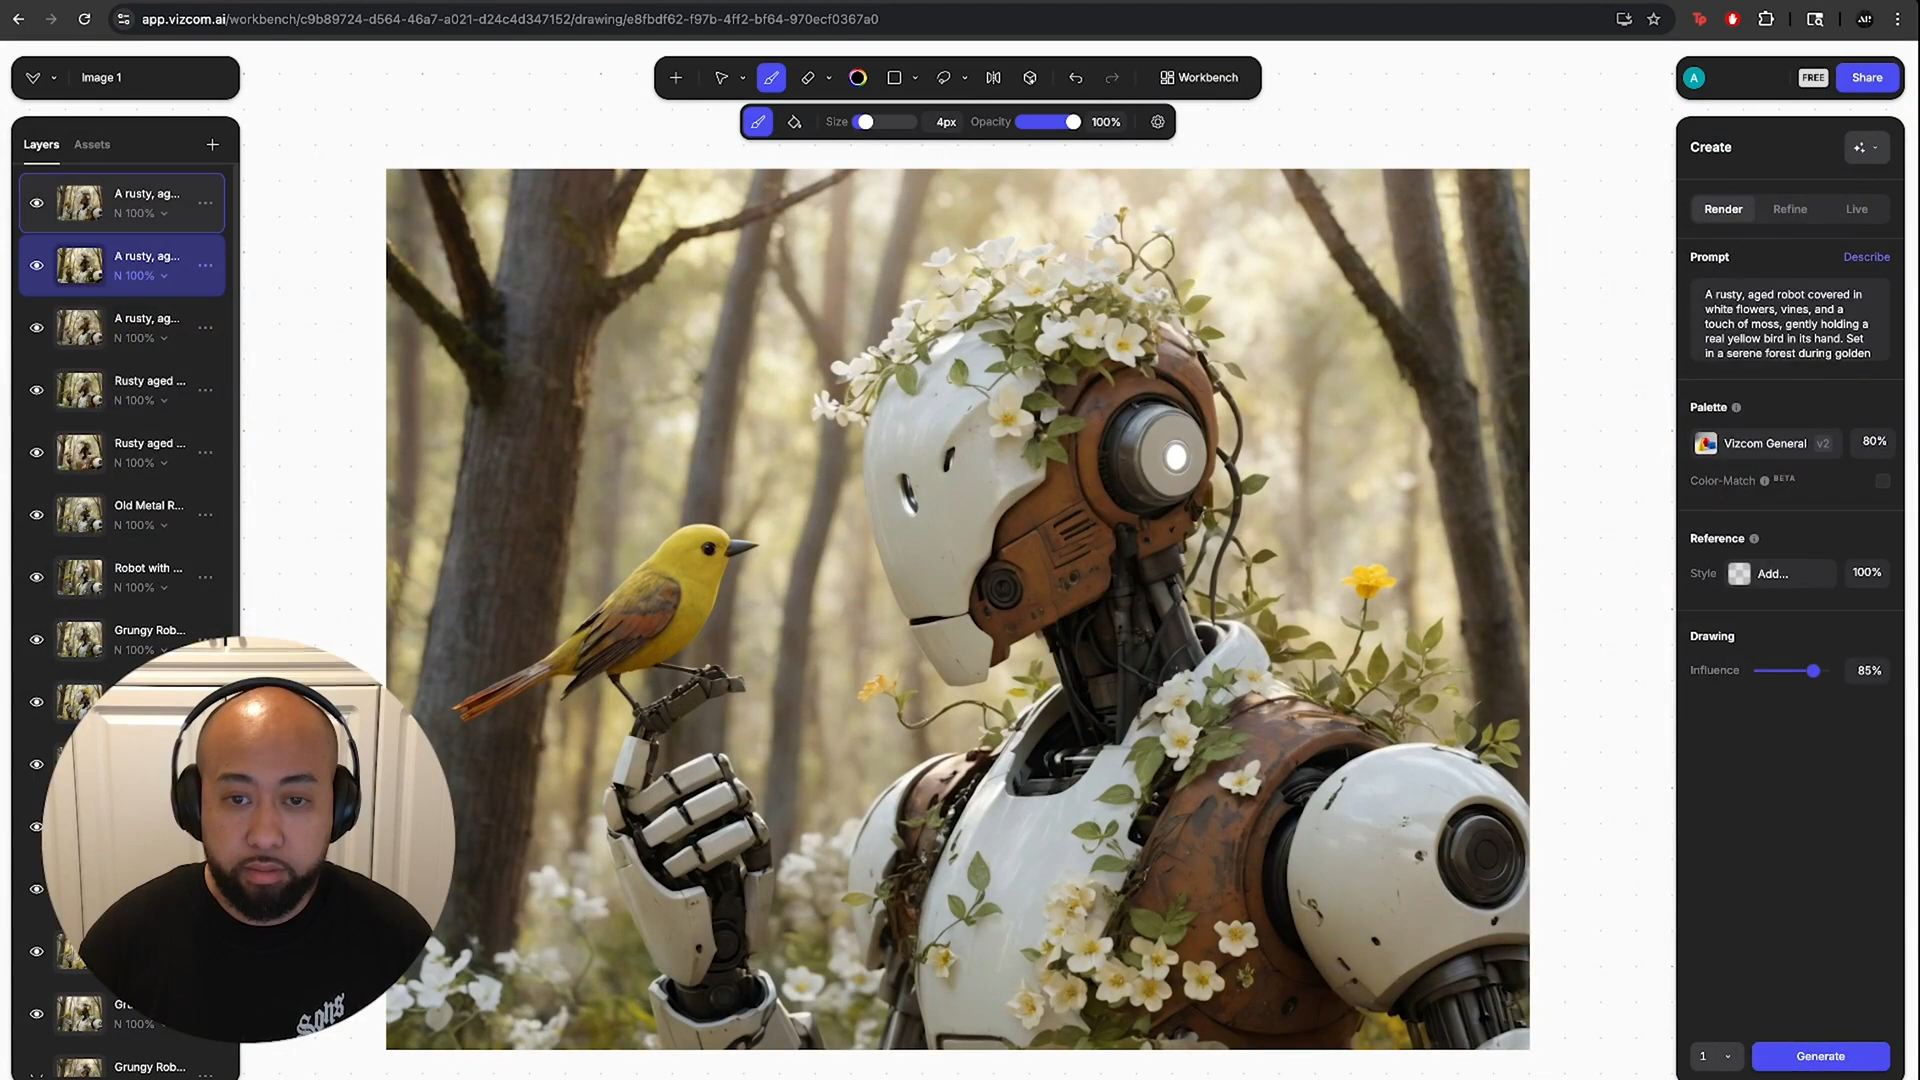 app.vizcom.ai/workbench/c9b89724-d564-46a7-a021-d24c4d347152/drawing/e8fbdf62-f97b-4ff2-bf64-970ecf0367a0
Image 1
Workbench
A
FREE
Share
Size
4px
Opacity
100%
Layers
Assets
A rusty, ag...
N 100%
A rusty, ag...
N 100%
A rusty, ag...
N 100%
Rusty aged ...
N 100%
Rusty aged ...
N 100%
Old Metal R...
N 100%
Robot with ...
N 100%
Grungy Rob...
N 100%
N 100%
Grungy Rob...
sons
Create
Render
Refine
Live
Prompt
Describe
A rusty, aged robot covered in
white flowers, vines, and a
touch of moss, gently holding a
real yellow bird in its hand. Set
in a serene forest during golden
Palette
Vizcom General
v2
80%
Color-Match
BETA
Reference
Style
Add...
100%
Drawing
Influence
85%
1
Generate